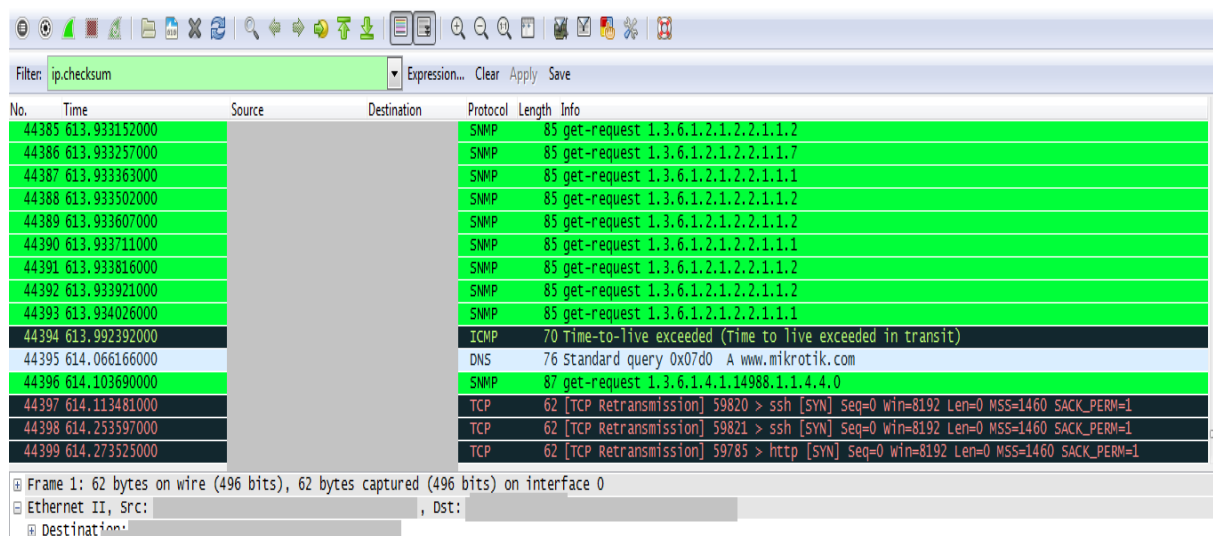 Filter: ip.checksum Expression... Clear Apply Save
No. Time Source Destination Protocol Length Info
44385 613.933152000 SNMP 85 get-request 1.3.6.1.2.1.2.2.1.1.2
44386 613.933257000 SNMP 85 get-request 1.3.6.1.2.1.2.2.1.1.7
44387 613.933363000 SNMP 85 get-request 1.3.6.1.2.1.2.2.1.1.1
44388 613.933502000 SNMP 85 get-request 1.3.6.1.2.1.2.2.1.1.2
44389 613.933607000 SNMP 85 get-request 1.3.6.1.2.1.2.2.1.1.2
44390 613.933711000 SNMP 85 get-request 1.3.6.1.2.1.2.2.1.1.1
44391 613.933816000 SNMP 85 get-request 1.3.6.1.2.1.2.2.1.1.2
44392 613.933921000 SNMP 85 get-request 1.3.6.1.2.1.2.2.1.1.2
44393 613.934026000 SNMP 85 get-request 1.3.6.1.2.1.2.2.1.1.1
44394 613.992392000 ICMP 70 Time-to-live exceeded (Time to live exceeded in transit)
44395 614.066166000 DNS 76 Standard query 0x07d0 A www.mikrotik.com
44396 614.103690000 SNMP 87 get-request 1.3.6.1.4.1.14988.1.1.4.4.0
44397 614.113481000 TCP 62 [TCP Retransmission] 59820 > ssh [SYN] Seq=0 Win=8192 Len=0 MSS=1460 SACK_PERM=1
44398 614.253597000 TCP 62 [TCP Retransmission] 59821 > ssh [SYN] Seq=0 Win=8192 Len=0 MSS=1460 SACK_PERM=1
44399 614.273525000 TCP 62 [TCP Retransmission] 59785 > http [SYN] Seq=0 Win=8192 Len=0 MSS=1460 SACK_PERM=1
Frame 1: 62 bytes on wire (496 bits), 62 bytes captured (496 bits) on interface 0
Ethernet II, Src: , Dst:
Destination: